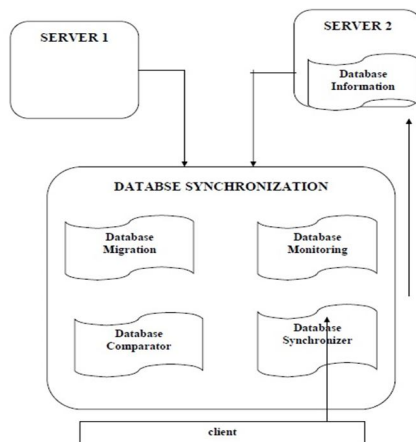 SERVER 1
SERVER 2
Database
Information
DATABSE SYNCHRONIZATION
Database
Migration
Database
Monitoring
Database
Comparator
Database
Synchronizer
client